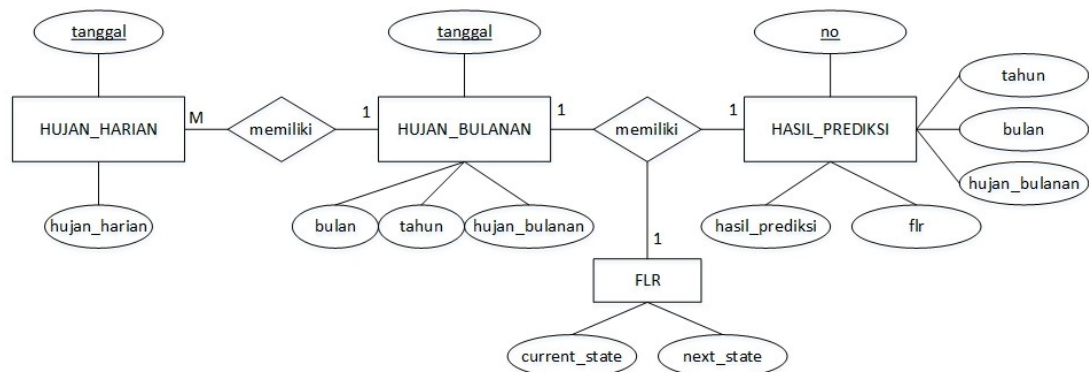 tanggal
tanggal
no
tahun
M
1
1
1
HUJAN_HARIAN
memiliki
HUJAN_BULANAN
memiliki
HASIL_PREDIKSI
bulan
hujan_bulanan
hujan_harian
bulan
tahun
hujan_bulanan
hasil_prediksi
flr
1
FLR
current_state
next_state